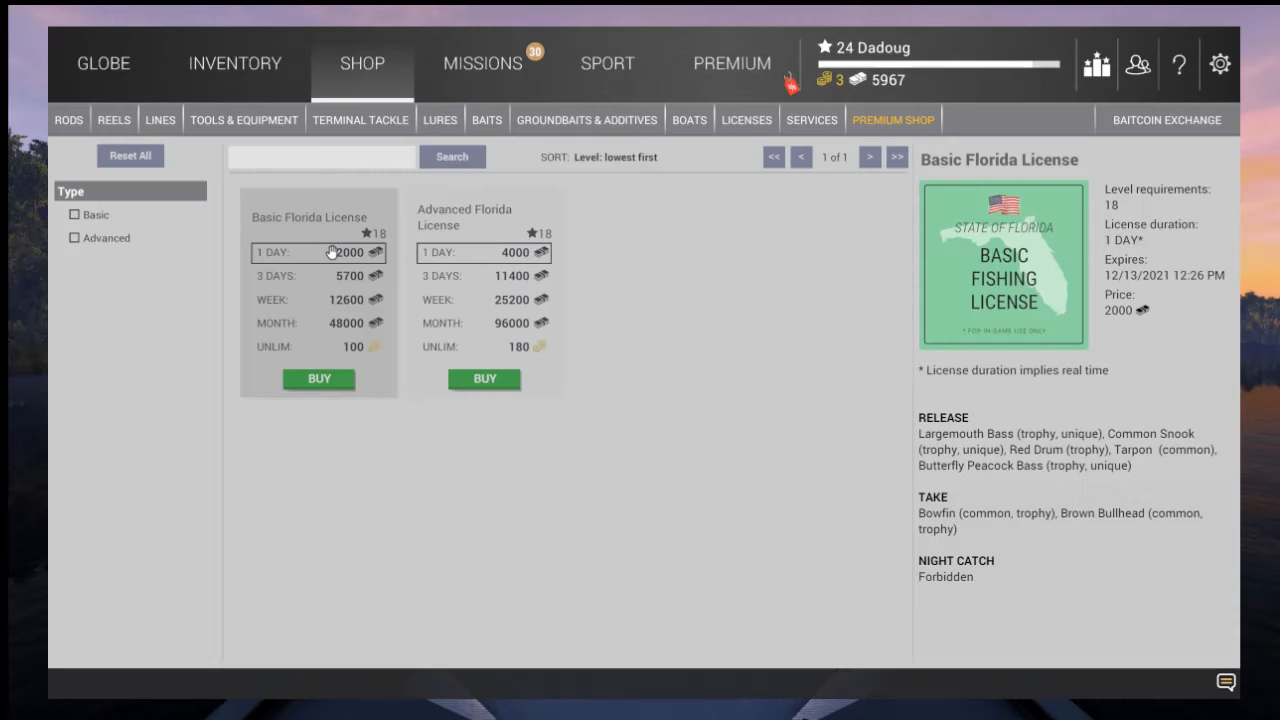 GLOBE INVENTORY SHOP MISSIONS 30 SPORT PREMIUM
24 Dadoug
3 5967
RODS REELS LINES TOOLS & EQUIPMENT TERMINAL TACKLE LURES BAITS GROUNDBAITS & ADDITIVES BOATS LICENSES SERVICES PREMIUM SHOP BAITCOIN EXCHANGE
Reset All
Type
Basic
Advanced
Search SORT: Level: lowest first << < 1 of 1 > >>
Basic Florida License
18
1 DAY: 2000
3 DAYS: 5700
WEEK: 12600
MONTH: 48000
UNLIM: 100
BUY
Advanced Florida
License
18
1 DAY: 4000
3 DAYS: 11400
WEEK: 25200
MONTH: 96000
UNLIM: 180
BUY
Basic Florida License
STATE OF FLORIDA
BASIC
FISHING
LICENSE
* FOR IN-GAME USE ONLY
Level requirements:
18
License duration:
1 DAY*
Expires:
12/13/2021 12:26 PM
Price:
2000
* License duration implies real time
RELEASE
Largemouth Bass (trophy, unique), Common Snook
(trophy, unique), Red Drum (trophy), Tarpon (common),
Butterfly Peacock Bass (trophy, unique)
TAKE
Bowfin (common, trophy), Brown Bullhead (common,
trophy)
NIGHT CATCH
Forbidden